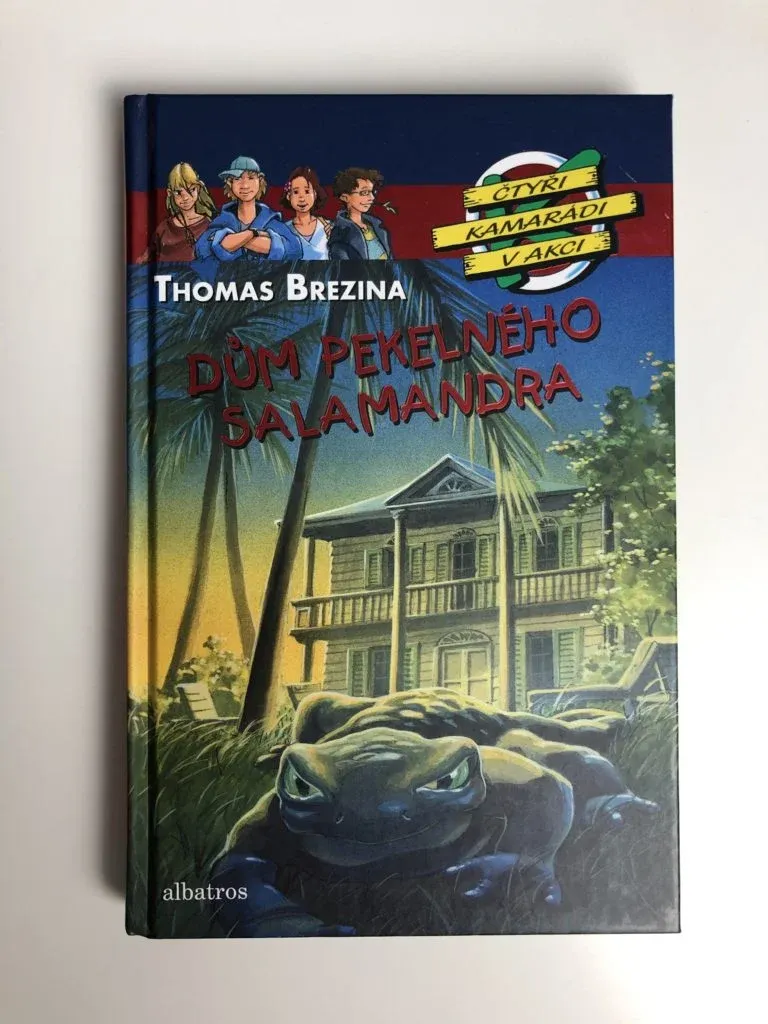 ČTYŘI
KAMARÁDI
V AKCI
THOMAS BREZINA
DŮM PEKELNÉHO
SALAMANDRA
albatros